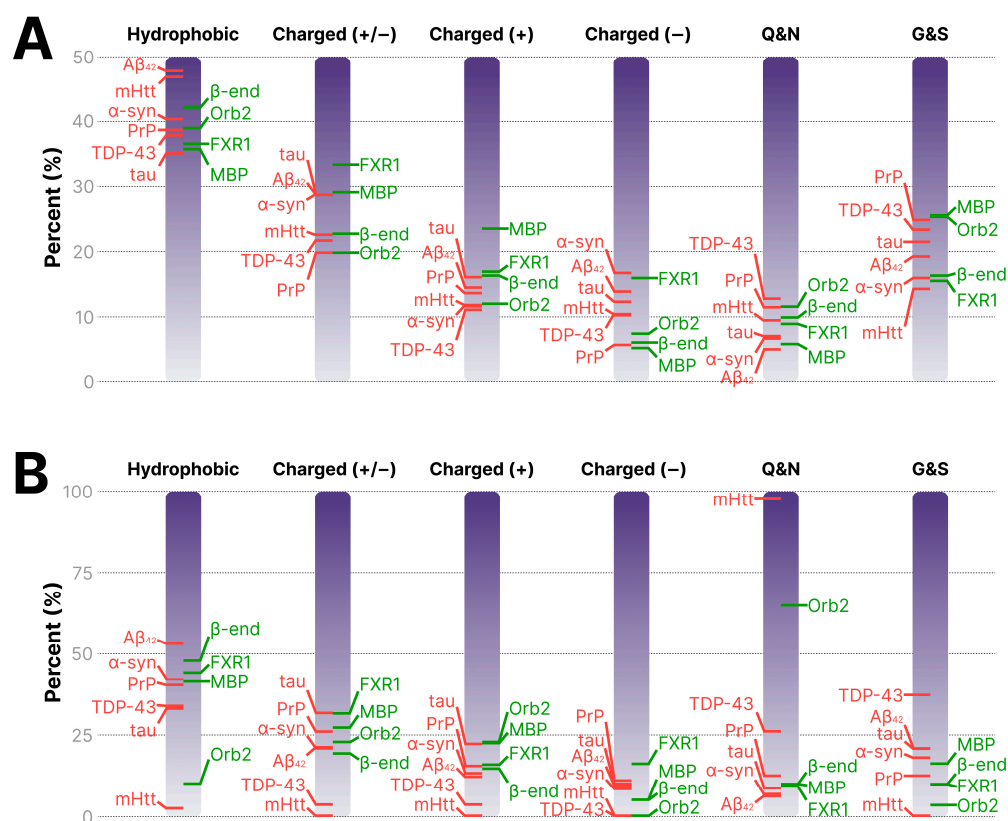 A
Hydrophobic Charged (+/−) Charged (+) Charged (−) Q&N G&S
Percent (%)
50
40
30
20
10
0
Aβ42
mHtt
α-syn
PrP
TDP-43
tau
β-end
Orb2
FXR1
MBP
tau
Aβ42
α-syn
mHtt
TDP-43
PrP
FXR1
MBP
β-end
Orb2
tau
Aβ42
PrP
mHtt
α-syn
TDP-43
MBP
FXR1
β-end
Orb2
α-syn
Aβ42
tau
mHtt
TDP-43
PrP
FXR1
Orb2
β-end
MBP
TDP-43
PrP
mHtt
tau
α-syn
Aβ42
Orb2
β-end
FXR1
MBP
PrP
TDP-43
tau
Aβ42
α-syn
mHtt
MBP
Orb2
β-end
FXR1
B
Hydrophobic Charged (+/−) Charged (+) Charged (−) Q&N G&S
Percent (%)
100
75
50
25
0
Aβ42
α-syn
PrP
TDP-43
tau
mHtt
β-end
FXR1
MBP
Orb2
tau
PrP
α-syn
Aβ42
TDP-43
mHtt
FXR1
MBP
Orb2
β-end
tau
PrP
α-syn
Aβ42
TDP-43
mHtt
Orb2
MBP
FXR1
β-end
PrP
tau
Aβ42
α-syn
mHtt
TDP-43
FXR1
MBP
β-end
Orb2
mHtt
TDP-43
PrP
tau
α-syn
Aβ42
Orb2
β-end
MBP
FXR1
TDP-43
Aβ42
tau
α-syn
PrP
mHtt
MBP
β-end
FXR1
Orb2